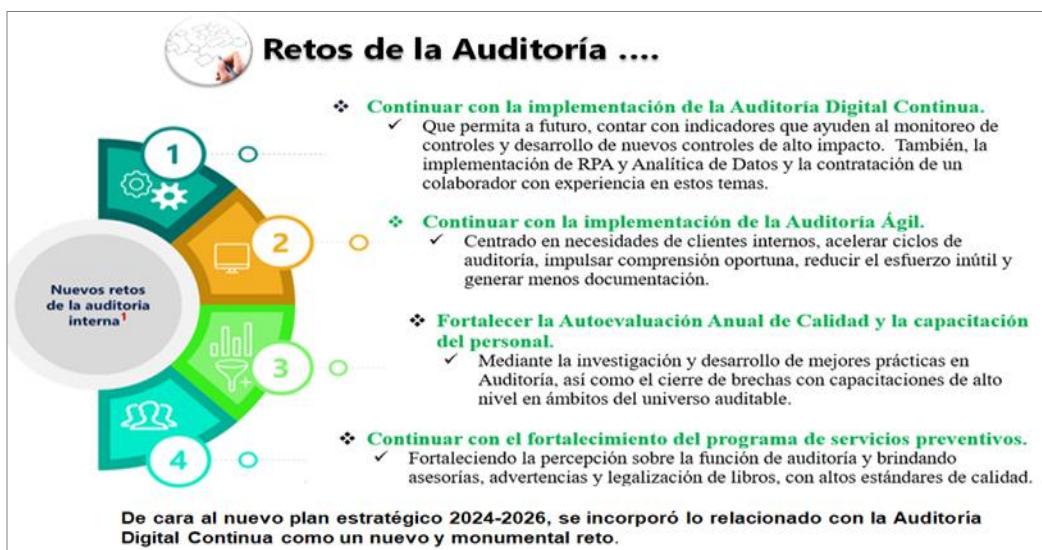 Retos de la Auditoría ....
Nuevos retos
de la auditoria
interna¹
1
❖ Continuar con la implementación de la Auditoría Digital Continua.
✓ Que permita a futuro, contar con indicadores que ayuden al monitoreo de
controles y desarrollo de nuevos controles de alto impacto. También, la
implementación de RPA y Analítica de Datos y la contratación de un
colaborador con experiencia en estos temas.
2
❖ Continuar con la implementación de la Auditoría Ágil.
✓ Centrado en necesidades de clientes internos, acelerar ciclos de
auditoría, impulsar comprensión oportuna, reducir el esfuerzo inútil y
generar menos documentación.
3
❖ Fortalecer la Autoevaluación Anual de Calidad y la capacitación
del personal.
✓ Mediante la investigación y desarrollo de mejores prácticas en
Auditoría, así como el cierre de brechas con capacitaciones de alto
nivel en ámbitos del universo auditable.
4
❖ Continuar con el fortalecimiento del programa de servicios preventivos.
✓ Fortaleciendo la percepción sobre la función de auditoría y brindando
asesorías, advertencias y legalización de libros, con altos estándares de calidad.
De cara al nuevo plan estratégico 2024-2026, se incorporó lo relacionado con la Auditoría
Digital Continua como un nuevo y monumental reto.